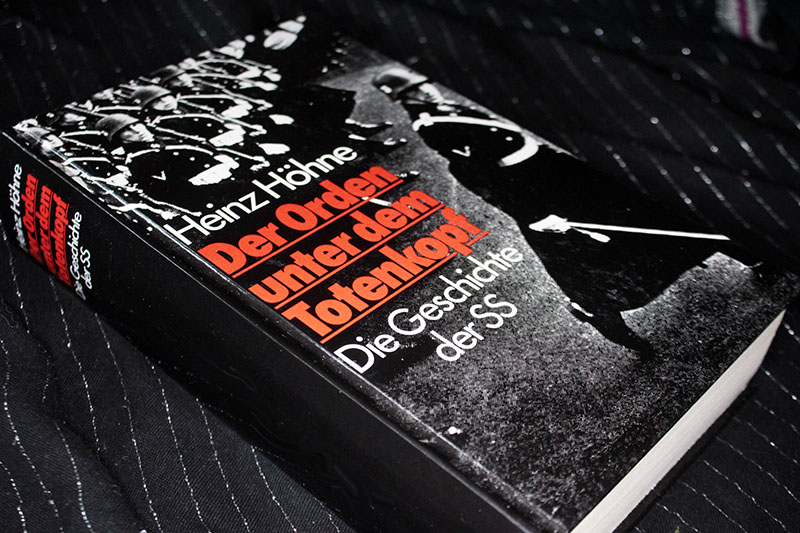 Heinz Höhne
Der Orden
unter dem
Totenkopf
Die Geschichte
der SS
Heinz Höhne
Der Orden
unter dem
Totenkopf
Die Geschichte
der SS